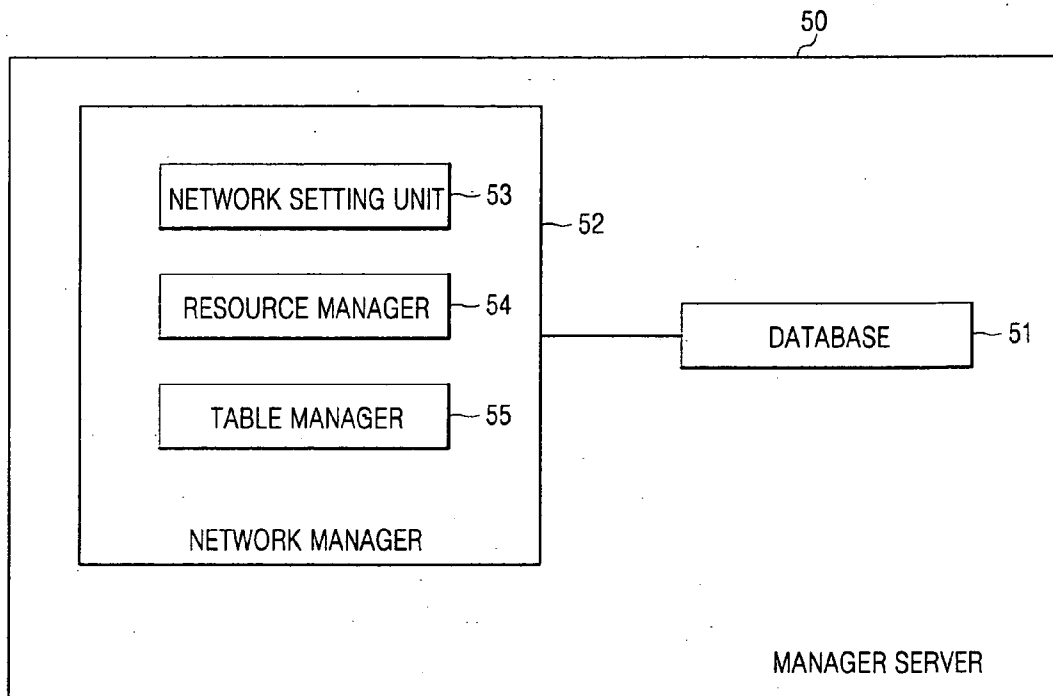 50
NETWORK SETTING UNIT
53
52
RESOURCE MANAGER
54
DATABASE
51
TABLE MANAGER
55
NETWORK MANAGER
MANAGER SERVER